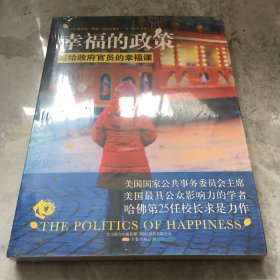 幸福的政策
写给政府官员的幸福课
美国国家公共事务委员会主席
美国最具公众影响力的学者
哈佛第25任校长求是力作
THE POLITICS OF HAPPINESS